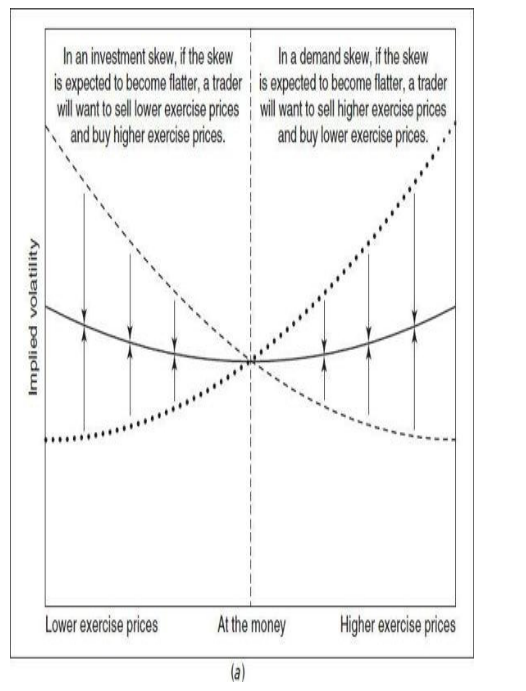 In an investment skew, if the skew
is expected to become flatter, a trader
will want to sell lower exercise prices
and buy higher exercise prices.
In a demand skew, if the skew
is expected to become flatter, a trader
will want to sell higher exercise prices
and buy lower exercise prices.
Implied volatility
Lower exercise prices
At the money
Higher exercise prices
(a)